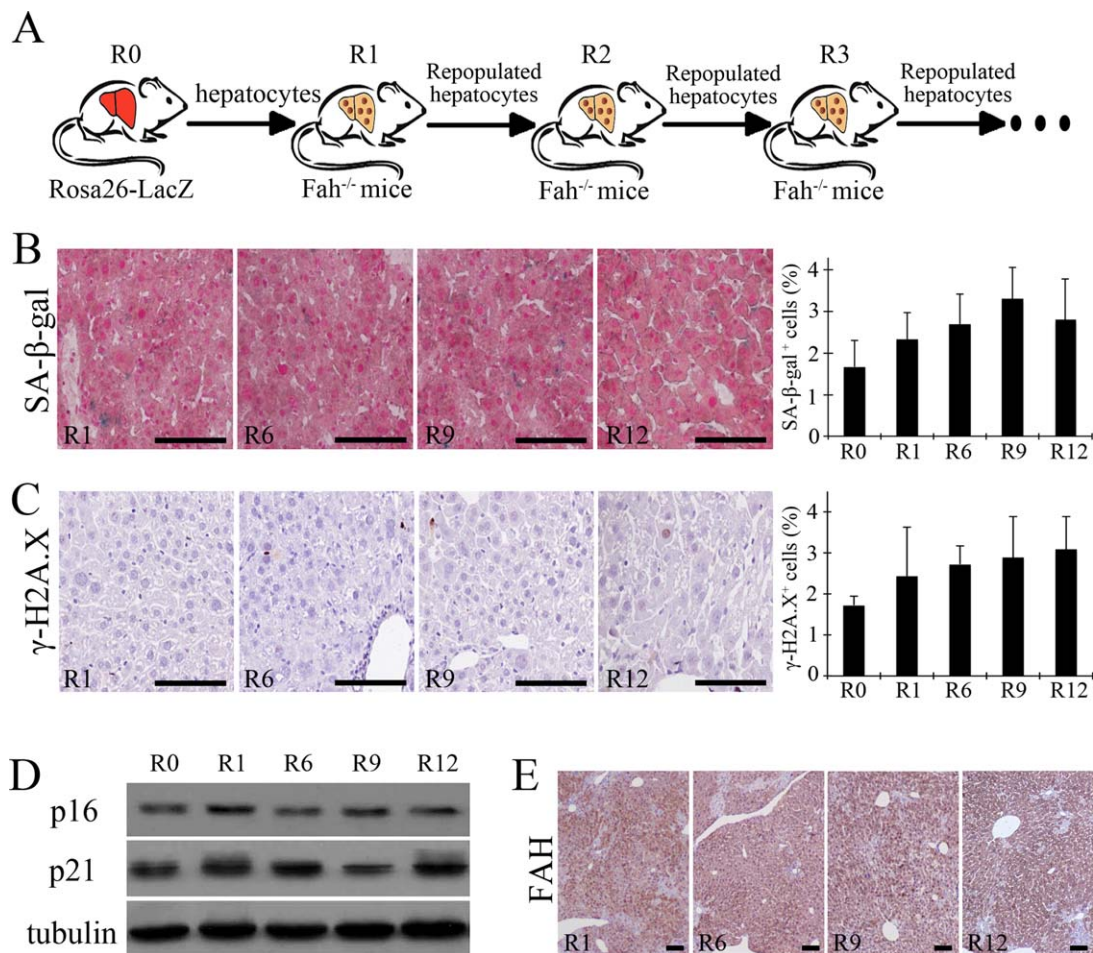 A
R0
R1
R2
R3
hepatocytes
Repopulated
hepatocytes
Repopulated
hepatocytes
Repopulated
hepatocytes
Rosa26-LacZ
Fah-/- mice
Fah-/- mice
Fah-/- mice
B
SA-β-gal
R1
R6
R9
R12
SA-β-gal+ cells (%)
4
3
2
1
0
R0
R1
R6
R9
R12
C
γ-H2A.X
R1
R6
R9
R12
γ-H2A.X+ cells (%)
4
3
2
1
0
R0
R1
R6
R9
R12
D
R0 R1 R6 R9 R12
p16
p21
tubulin
E
FAH
R1
R6
R9
R12